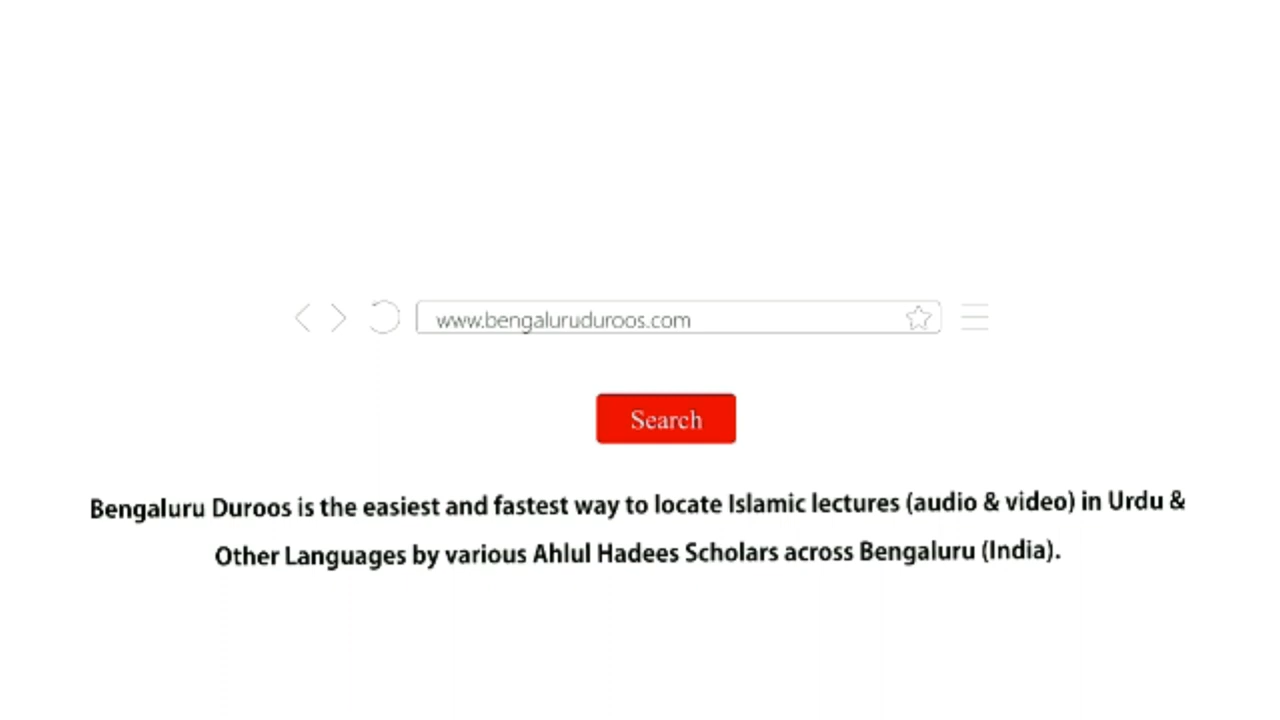 www.bengaluruduroos.com
Search
Bengaluru Duroos is the easiest and fastest way to locate Islamic lectures (audio & video) in Urdu &
Other Languages by various Ahlul Hadees Scholars across Bengaluru (India).